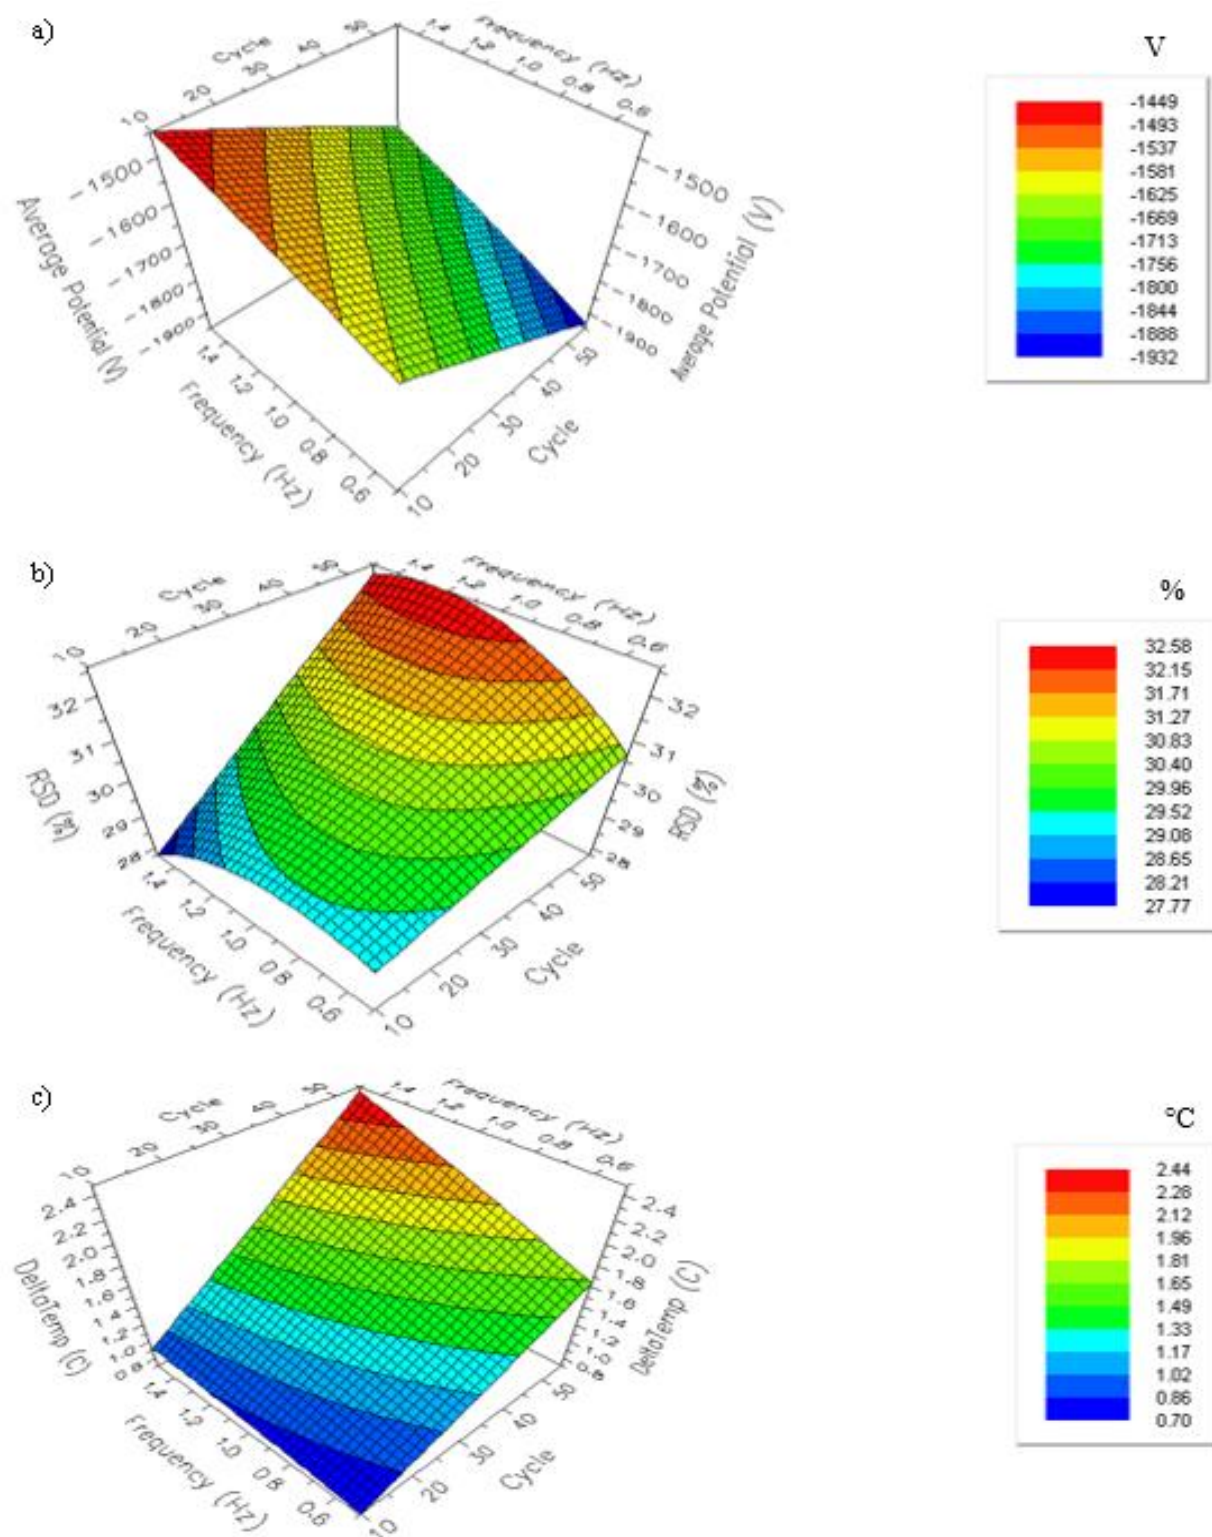 a)
Cycle
10 20 30 40 50
Frequency (Hz)
1.4 1.2 1.0 0.8 0.6
Average Potential (V)
-1500 -1600 -1700 -1800 -1900
Average Potential (V)
-1500 -1600 -1700 -1800 -1900
Frequency (Hz)
1.4 1.2 1.0 0.8 0.6
Cycle
10 20 30 40 50
V
-1449
-1493
-1537
-1581
-1625
-1669
-1713
-1756
-1800
-1844
-1888
-1932
b)
Cycle
10 20 30 40 50
Frequency (Hz)
1.4 1.2 1.0 0.8 0.6
RSD (%)
32 31 30 29 28
RSD (%)
32 31 30 29 28
Frequency (Hz)
1.4 1.2 1.0 0.8 0.6
Cycle
10 20 30 40 50
%
32.58
32.15
31.71
31.27
30.83
30.40
29.96
29.52
29.08
28.65
28.21
27.77
c)
Cycle
10 20 30 40 50
Frequency (Hz)
1.4 1.2 1.0 0.8 0.6
DeltaTemp (C)
2.4 2.2 2.0 1.8 1.6 1.4 1.2 1.0 0.8
DeltaTemp (C)
2.4 2.2 2.0 1.8 1.6 1.4 1.2 1.0 0.8
Frequency (Hz)
1.4 1.2 1.0 0.8 0.6
Cycle
10 20 30 40 50
°C
2.44
2.28
2.12
1.96
1.81
1.65
1.49
1.33
1.17
1.02
0.86
0.70